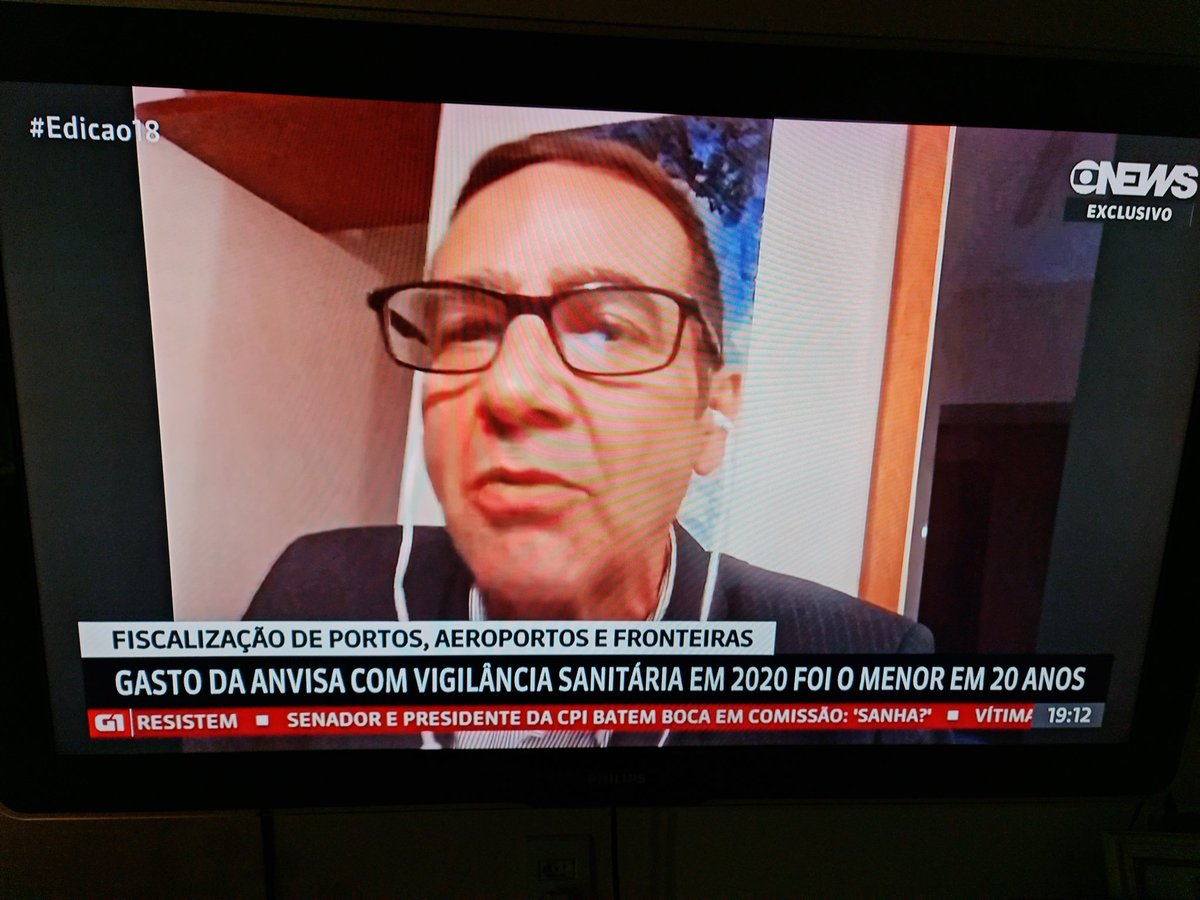 #Edicao18
GNEWS
EXCLUSIVO
FISCALIZAÇÃO DE PORTOS, AEROPORTOS E FRONTEIRAS
GASTO DA ANVISA COM VIGILÂNCIA SANITÁRIA EM 2020 FOI O MENOR EM 20 ANOS
G1 RESISTEM ■ SENADOR E PRESIDENTE DA CPI BATEM BOCA EM COMISSÃO: 'SANHA?' ■ VÍTIMA 19:12
PHILIPS